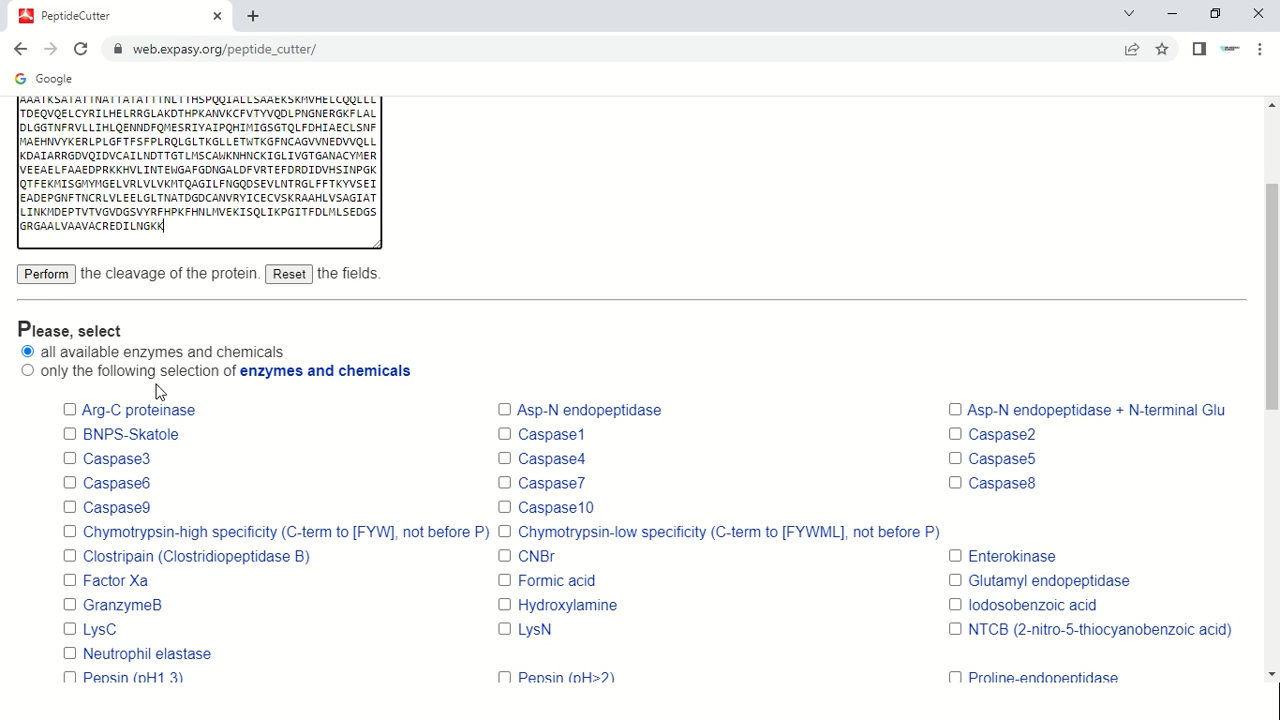 PeptideCutter
web.expasy.org/peptide_cutter/
Google
AAATKSATATTNATTATATTTNLTTHSPQQIALLSAAEKSKMVHELCQQLLL
TDEQVQELCYRILHELRRGLAKDTHPKANVKCFVTYVQDLPNGNERGKFLAL
DLGGTNFRVLLIHLQENNDFQMESRIYAIPQHIMIGSGTQLFDHIAECLSNF
MAEHNVYKERLPLGFTFSFPLRQLGLTKGLLETWTKGFNCAGVVNEDVVQLL
KDAIARRGDVQIDVCAILNDTTGTLMSCAWKNHNCKIGLIVGTGANACYMER
VEEAELFAAEDPRKKHVLINTEWGAFGDNGALDFVRTEFDRDIDVHSINPGK
QTFEKMISGMYMGELVRLVLVKMTQAGILFNGQDSEVLNTRGLFFTKYVSEI
EADEPGNFTNCRLVLEELGLTNATDGDCANVRYICECVSKRAAHLVSAGIAT
LINKMDEPTVTVGVDGSVYRFHPKFHNLMVEKISQLIKPGITFDLMLSEDGS
GRGAALVAAVACREDILNGKK
Perform the cleavage of the protein. Reset the fields.
Please, select
all available enzymes and chemicals
only the following selection of enzymes and chemicals
Arg-C proteinase Asp-N endopeptidase Asp-N endopeptidase + N-terminal Glu
BNPS-Skatole Caspase1 Caspase2
Caspase3 Caspase4 Caspase5
Caspase6 Caspase7 Caspase8
Caspase9 Caspase10
Chymotrypsin-high specificity (C-term to [FYW], not before P) Chymotrypsin-low specificity (C-term to [FYWML], not before P)
Clostripain (Clostridiopeptidase B) CNBr Enterokinase
Factor Xa Formic acid Glutamyl endopeptidase
GranzymeB Hydroxylamine Iodosobenzoic acid
LysC LysN NTCB (2-nitro-5-thiocyanobenzoic acid)
Neutrophil elastase
Pepsin (pH1.3) Pepsin (pH>2) Proline-endopeptidase